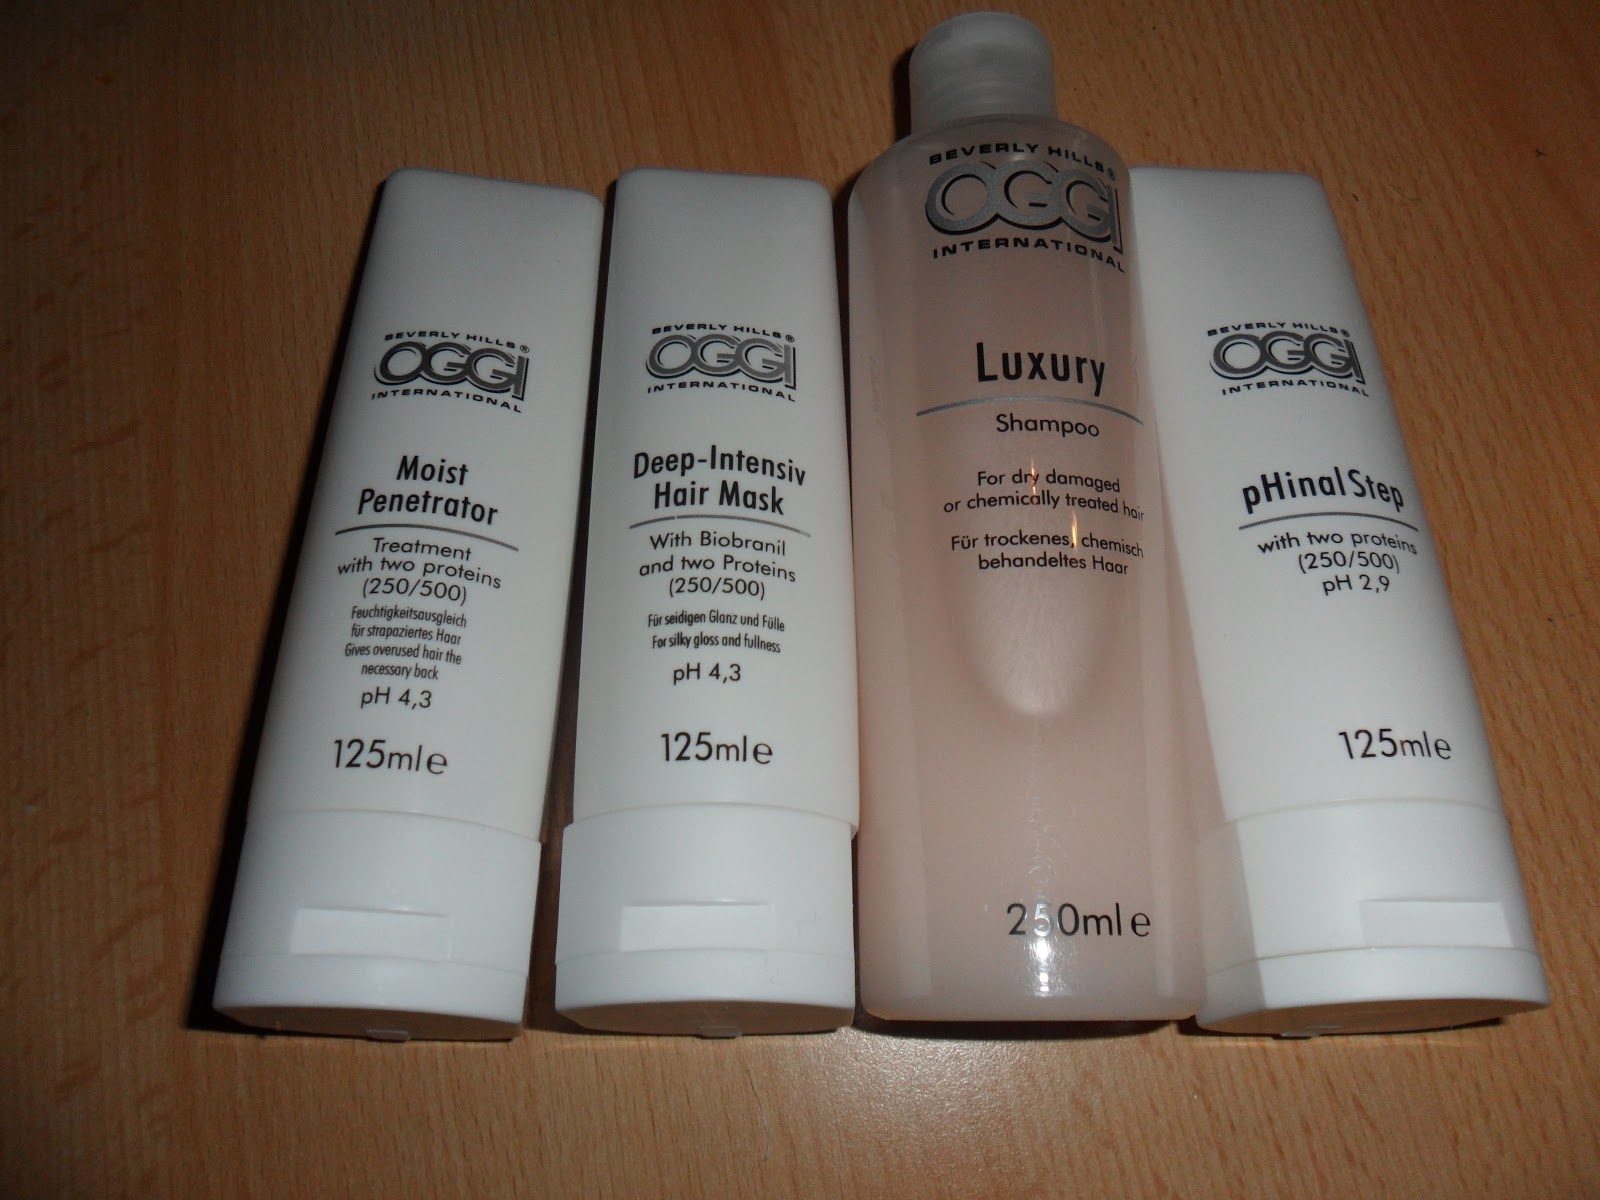 BEVERLY HILLS®
OGGI
INTERNATIONAL
Moist
Penetrator
Treatment
with two proteins
(250/500)
Feuchtigkeitsausgleich
für strapaziertes Haar
Gives overused hair the
necessary back
pH 4,3
125ml e
BEVERLY HILLS®
OGGI
INTERNATIONAL
Deep-Intensiv
Hair Mask
With Biobranil
and two Proteins
(250/500)
Für seidigen Glanz und Fülle
For silky gloss and fullness
pH 4,3
125ml e
BEVERLY HILLS®
OGGI
INTERNATIONAL
Luxury
Shampoo
For dry damaged
or chemically treated hair
Für trockenes, chemisch
behandeltes Haar
250ml e
BEVERLY HILLS®
OGGI
INTERNATIONAL
pHinal Step
with two proteins
(250/500)
pH 2,9
125ml e